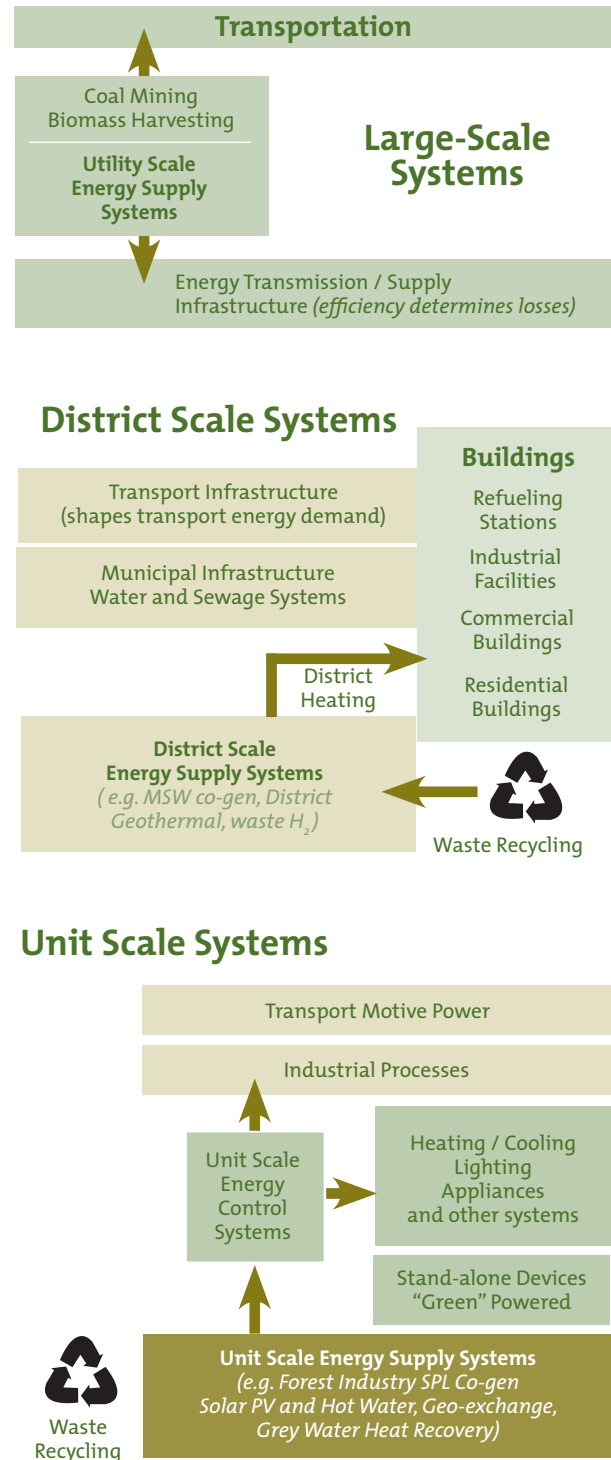 Transportation
Coal Mining
Biomass Harvesting
Utility Scale
Energy Supply
Systems
Large-Scale
Systems
Energy Transmission / Supply
Infrastructure (efficiency determines losses)
District Scale Systems
Transport Infrastructure
(shapes transport energy demand)
Municipal Infrastructure
Water and Sewage Systems
Buildings
Refueling
Stations
Industrial
Facilities
Commercial
Buildings
Residential
Buildings
District
Heating
District Scale
Energy Supply Systems
( e.g. MSW co-gen, District
Geothermal, waste H₂)
Waste Recycling
Unit Scale Systems
Transport Motive Power
Industrial Processes
Unit Scale
Energy
Control
Systems
Heating / Cooling
Lighting
Appliances
and other systems
Stand-alone Devices
“Green” Powered
Unit Scale Energy Supply Systems
(e.g. Forest Industry SPL Co-gen
Solar PV and Hot Water, Geo-exchange,
Grey Water Heat Recovery)
Waste
Recycling